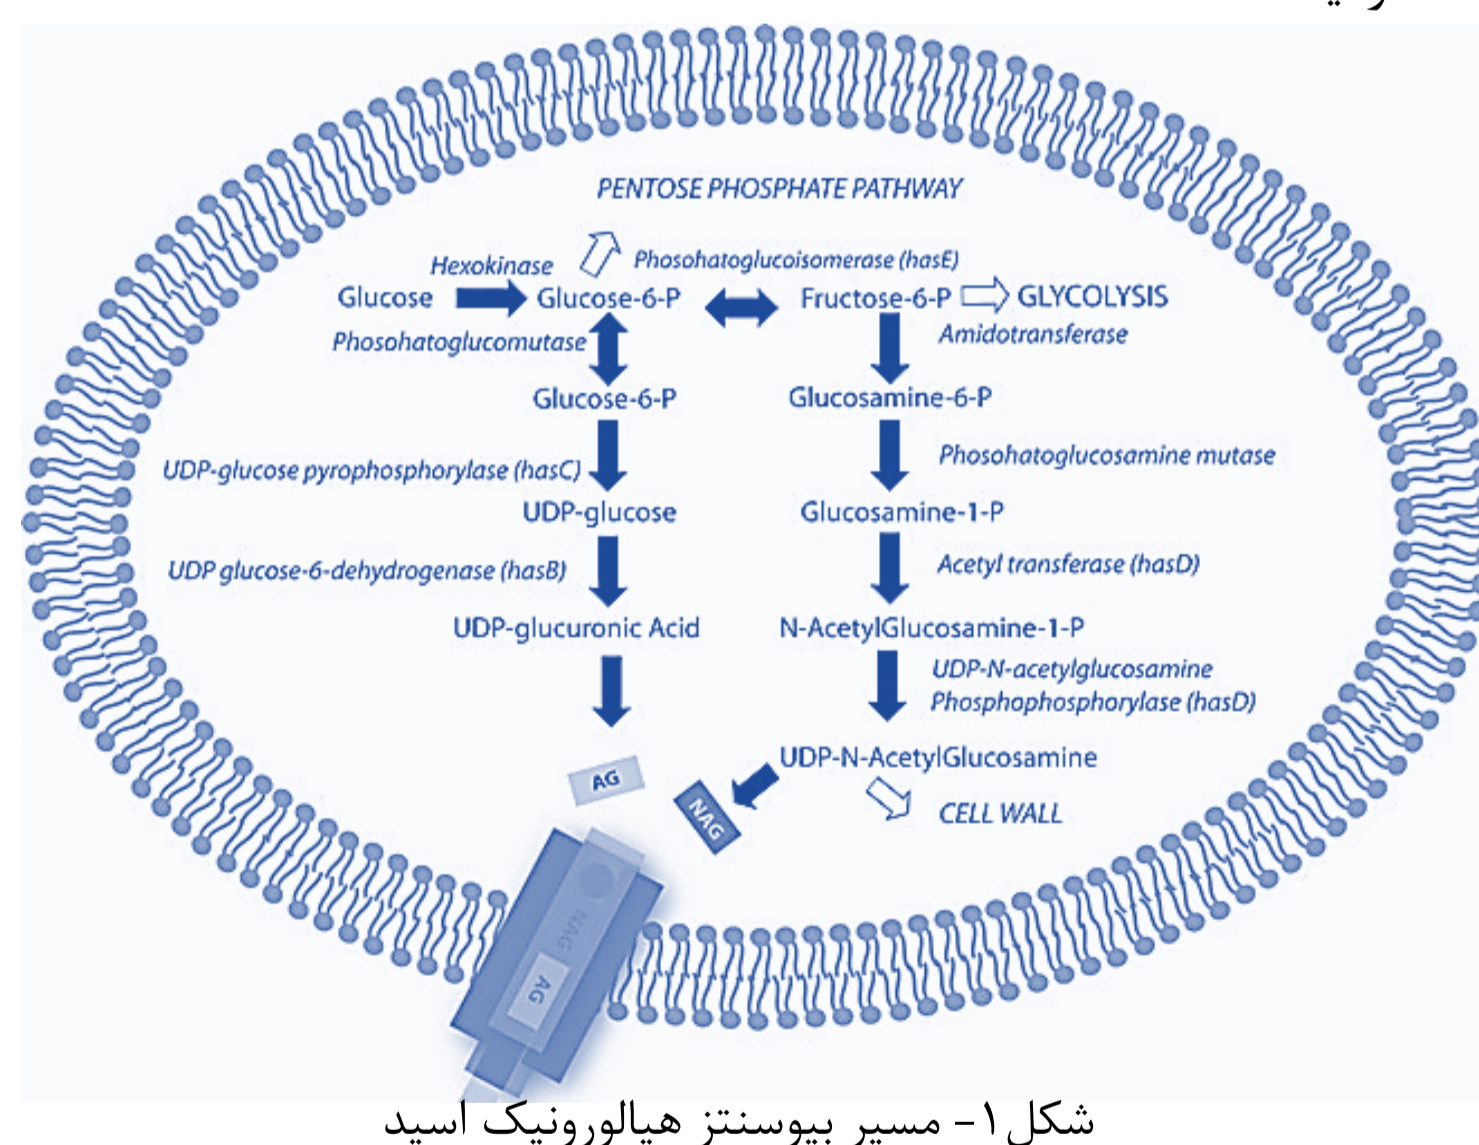 PENTOSE PHOSPHATE PATHWAY
Hexokinase
Phosohatoglucoisomerase (hasE)
Glucose
Glucose-6-P
Fructose-6-P
GLYCOLYSIS
Phosohatoglucomutase
Amidotransferase
Glucose-6-P
Glucosamine-6-P
UDP-glucose pyrophosphorylase (hasC)
Phosohatoglucosamine mutase
UDP-glucose
Glucosamine-1-P
UDP glucose-6-dehydrogenase (hasB)
Acetyl transferase (hasD)
UDP-glucuronic Acid
N-AcetylGlucosamine-1-P
UDP-N-acetylglucosamine
Phosphophosphorylase (hasD)
UDP-N-AcetylGlucosamine
AG
NAG
CELL WALL
NAG
AG
شکل۱- مسیر بیوسنتز هیالورونیک اسید